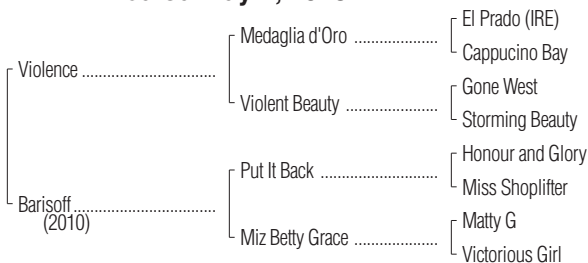 El Prado (IRE)
Medaglia d'Oro ....................
Cappucino Bay
Violence ................................
Gone West
Violent Beauty ......................
Storming Beauty
Honour and Glory
Put It Back ...........................
Miss Shoplifter
Barisoff ..................................
(2010)
Matty G
Miz Betty Grace ....................
Victorious Girl